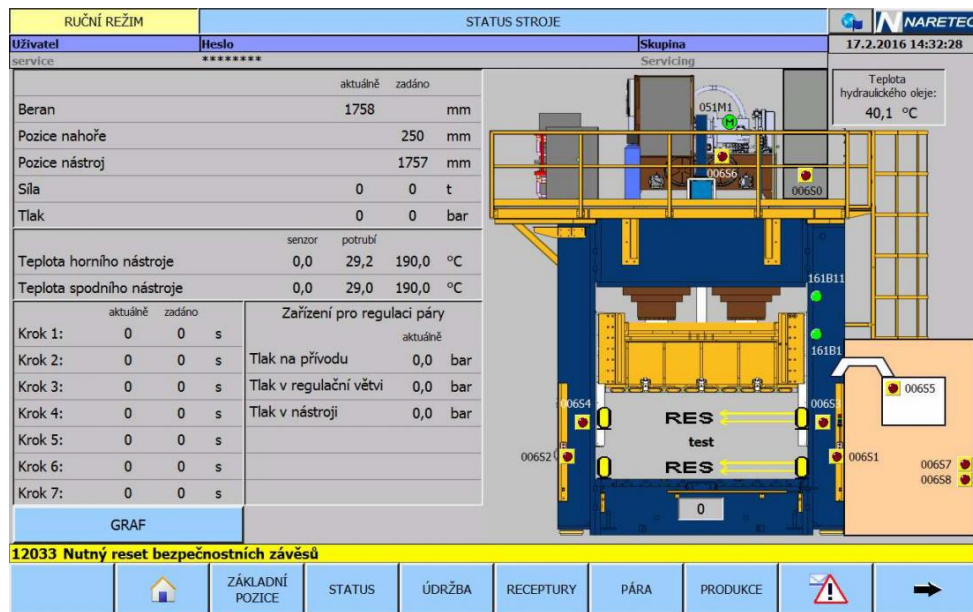 RUČNÍ REŽIM STATUS STROJE NARETEC
Uživatel Heslo Skupina 17.2.2016 14:32:28
service ******** Servicing
aktuálně zadáno
Beran 1758 mm
Pozice nahoře 250 mm
Pozice nástroj 1757 mm
Síla 0 0 t
Tlak 0 0 bar
senzor potrubí
Teplota horního nástroje 0,0 29,2 190,0 °C
Teplota spodního nástroje 0,0 29,0 190,0 °C
aktuálně zadáno
Krok 1: 0 0 s
Krok 2: 0 0 s
Krok 3: 0 0 s
Krok 4: 0 0 s
Krok 5: 0 0 s
Krok 6: 0 0 s
Krok 7: 0 0 s
Zařízení pro regulaci páry
aktuálně
Tlak na přívodu 0,0 bar
Tlak v regulační větvi 0,0 bar
Tlak v nástroji 0,0 bar
GRAF
Teplota
hydraulického oleje:
40,1 °C
051M1
M
006S6
006S0
161B11
161B1
006S5
006S4
006S3
RES
test
006S2
006S1
RES
006S7
006S8
0
12033 Nutný reset bezpečnostních závěsů
ZÁKLADNÍ
POZICE
STATUS
ÚDRŽBA
RECEPTURY
PÁRA
PRODUKCE